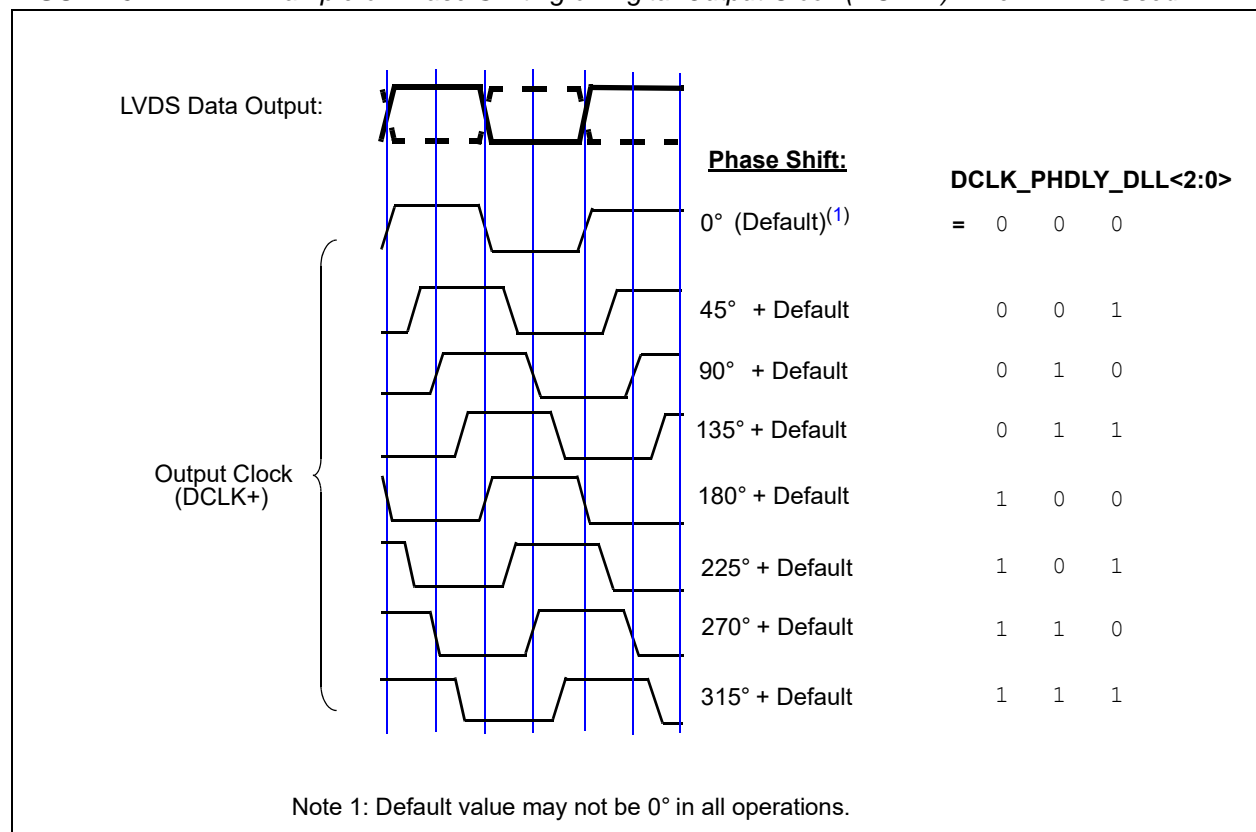 LVDS Data Output:
Phase Shift:
DCLK_PHDLY_DLL<2:0>
0° (Default)(1) = 0 0 0
45° + Default 0 0 1
90° + Default 0 1 0
135° + Default 0 1 1
Output Clock
(DCLK+)
180° + Default 1 0 0
225° + Default 1 0 1
270° + Default 1 1 0
315° + Default 1 1 1
Note 1: Default value may not be 0° in all operations.